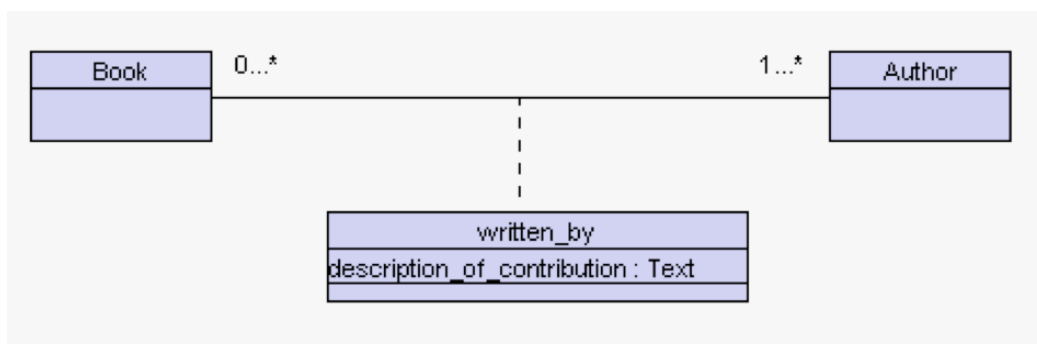 Book
0...*
1...*
Author
written_by
description_of_contribution : Text